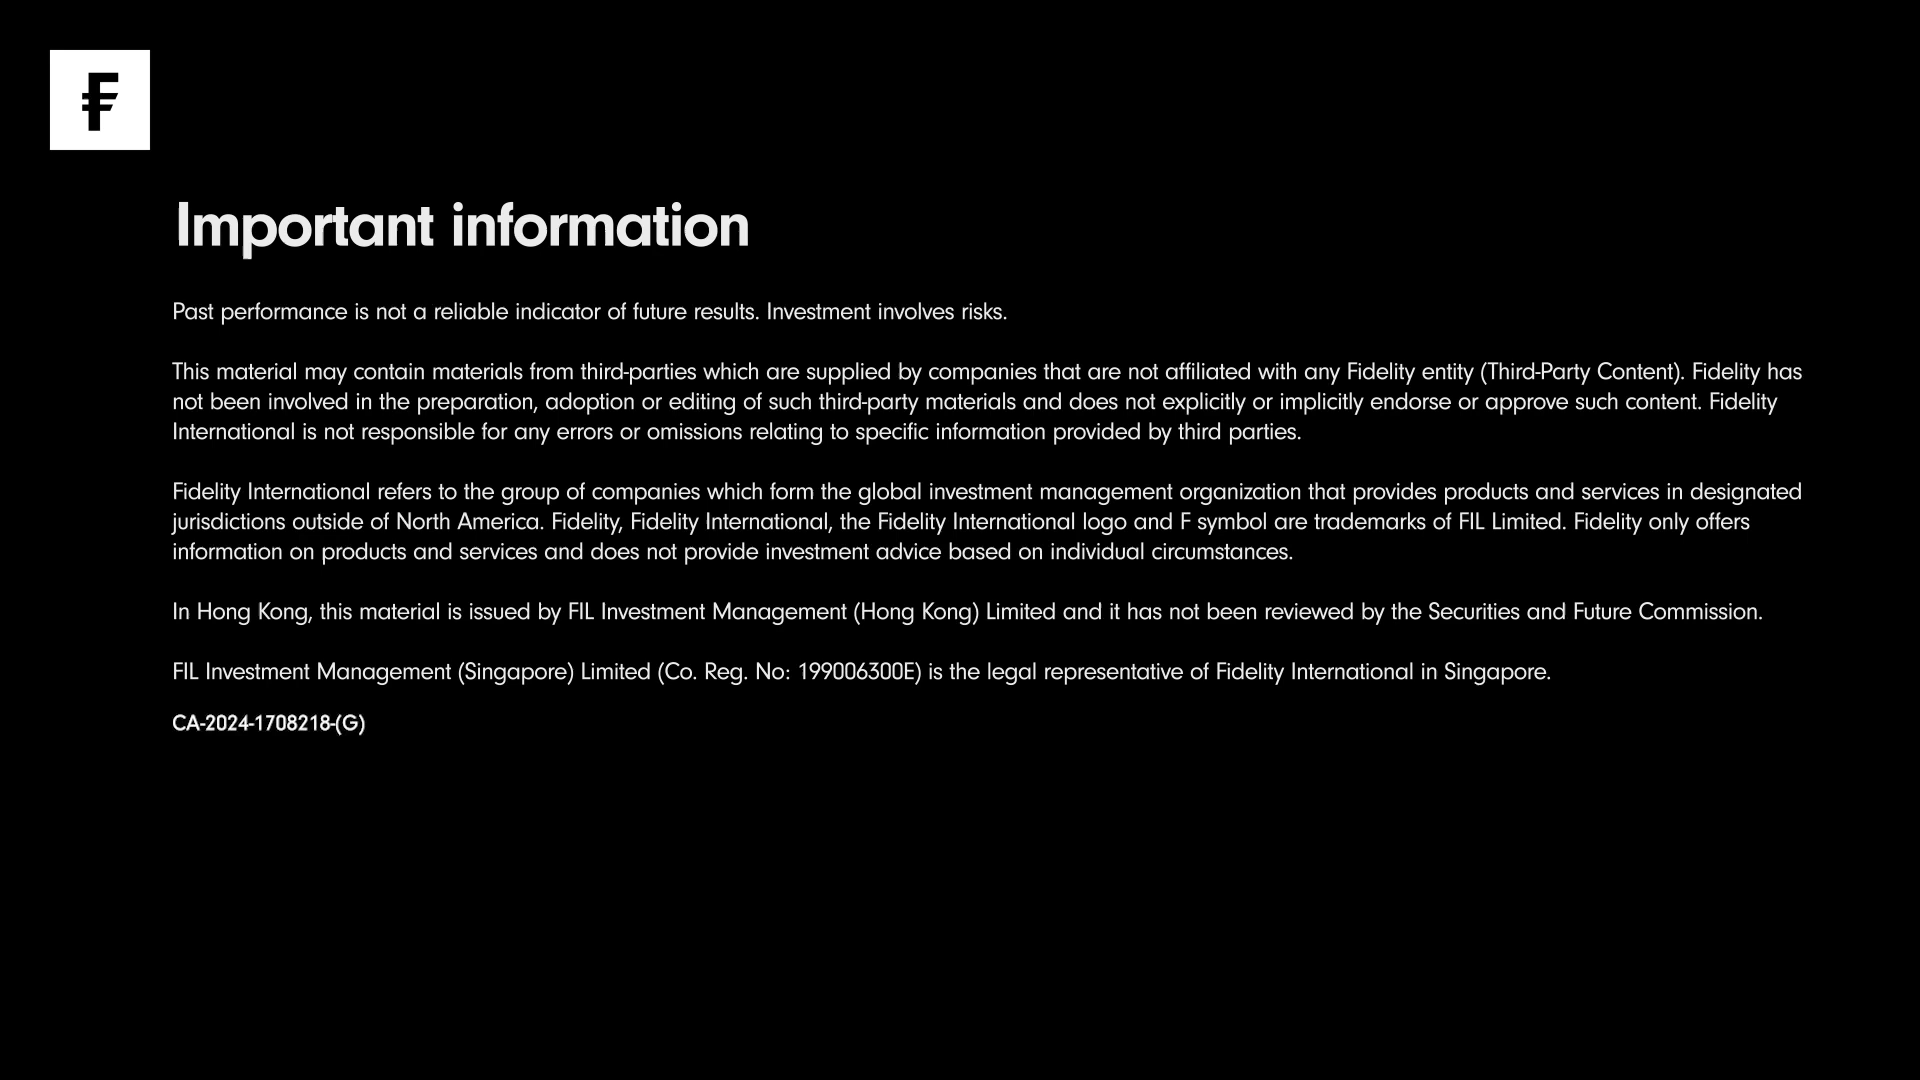 Important information
Past performance is not a reliable indicator of future results. Investment involves risks.
This material may contain materials from third-parties which are supplied by companies that are not affiliated with any Fidelity entity (Third-Party Content). Fidelity has
not been involved in the preparation, adoption or editing of such third-party materials and does not explicitly or implicitly endorse or approve such content. Fidelity
International is not responsible for any errors or omissions relating to specific information provided by third parties.
Fidelity International refers to the group of companies which form the global investment management organization that provides products and services in designated
jurisdictions outside of North America. Fidelity, Fidelity International, the Fidelity International logo and F symbol are trademarks of FIL Limited. Fidelity only offers
information on products and services and does not provide investment advice based on individual circumstances.
In Hong Kong, this material is issued by FIL Investment Management (Hong Kong) Limited and it has not been reviewed by the Securities and Future Commission.
FIL Investment Management (Singapore) Limited (Co. Reg. No: 199006300E) is the legal representative of Fidelity International in Singapore.
CA-2024-1708218-(G)